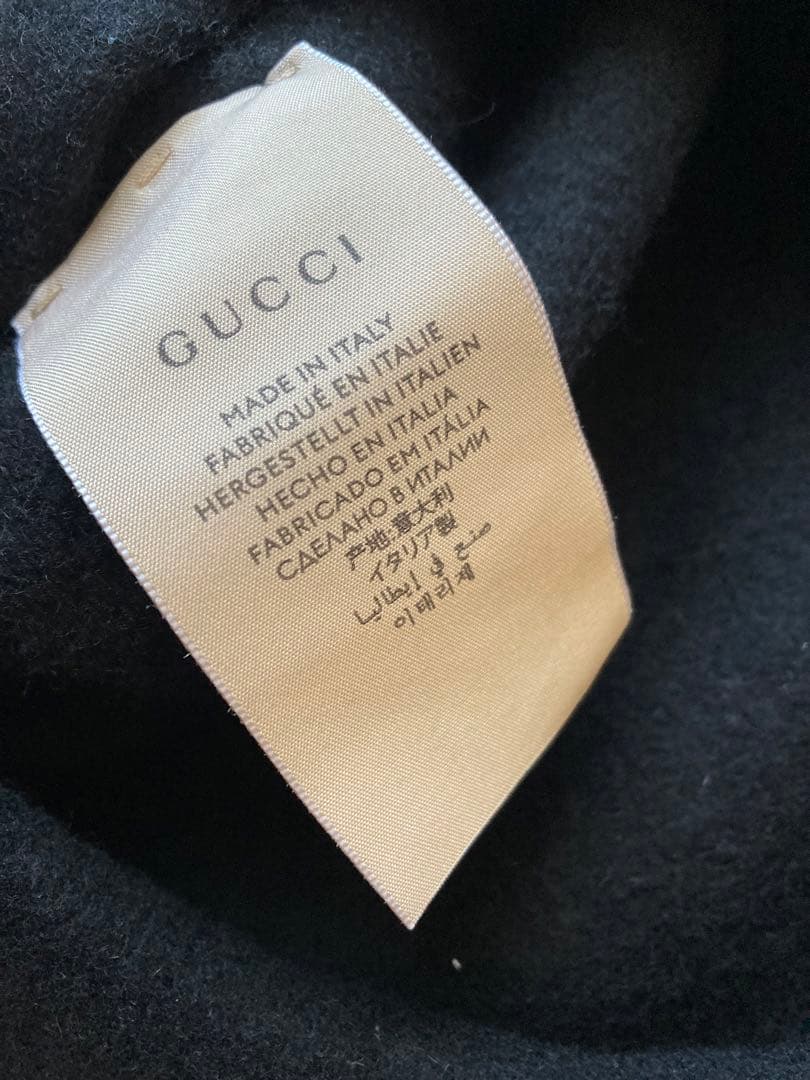 GUCCI
MADE IN ITALY
FABRIQUÉ EN ITALIE
HERGESTELLT IN ITALIEN
HECHO EN ITALIA
FABRICADO EM ITÁLIA
СДЕЛАНО В ИТАЛИИ
产地:意大利
イタリア製
صنع في إيطاليا
이태리제